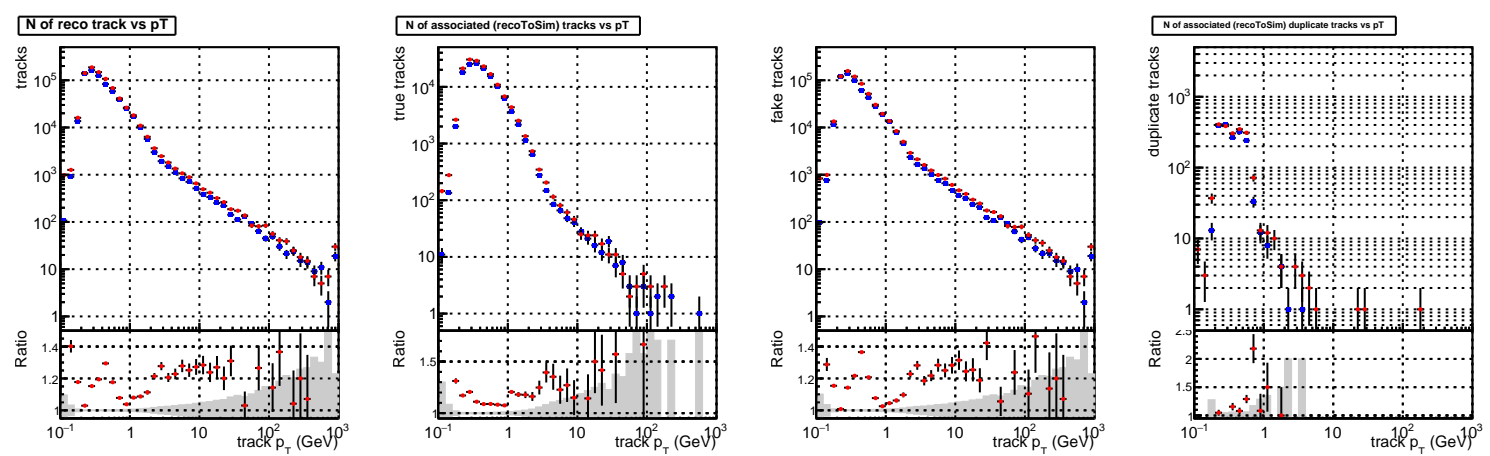 N of reco track vs pT
tracks
10^5
10^4
10^3
10^2
10
1
Ratio
1.4
1.2
1
10^-1 1 10 10^2 10^3
track p_T (GeV)
N of associated (recoToSim) tracks vs pT
true tracks
10^4
10^3
10^2
10
1
Ratio
1.5
1
10^-1 1 10 10^2 10^3
track p_T (GeV)
fake tracks
10^5
10^4
10^3
10^2
10
1
Ratio
1.4
1.2
1
10^-1 1 10 10^2 10^3
track p_T (GeV)
N of associated (recoToSim) duplicate tracks vs pT
duplicate tracks
10^3
10^2
10
1
Ratio
2.5
2
1.5
1
10^-1 1 10 10^2 10^3
track p_T (GeV)